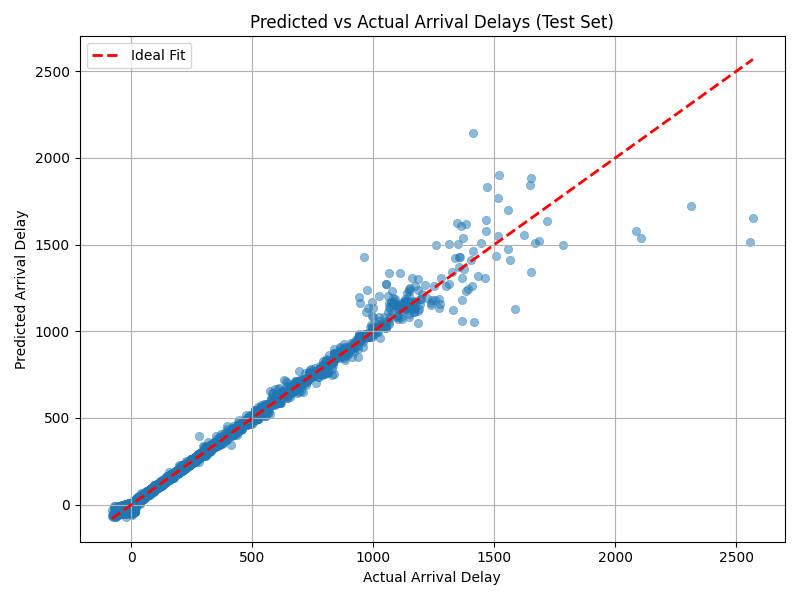 Predicted vs Actual Arrival Delays (Test Set)
Ideal Fit
2500
2000
1500
1000
500
0
Predicted Arrival Delay
0 500 1000 1500 2000 2500
Actual Arrival Delay